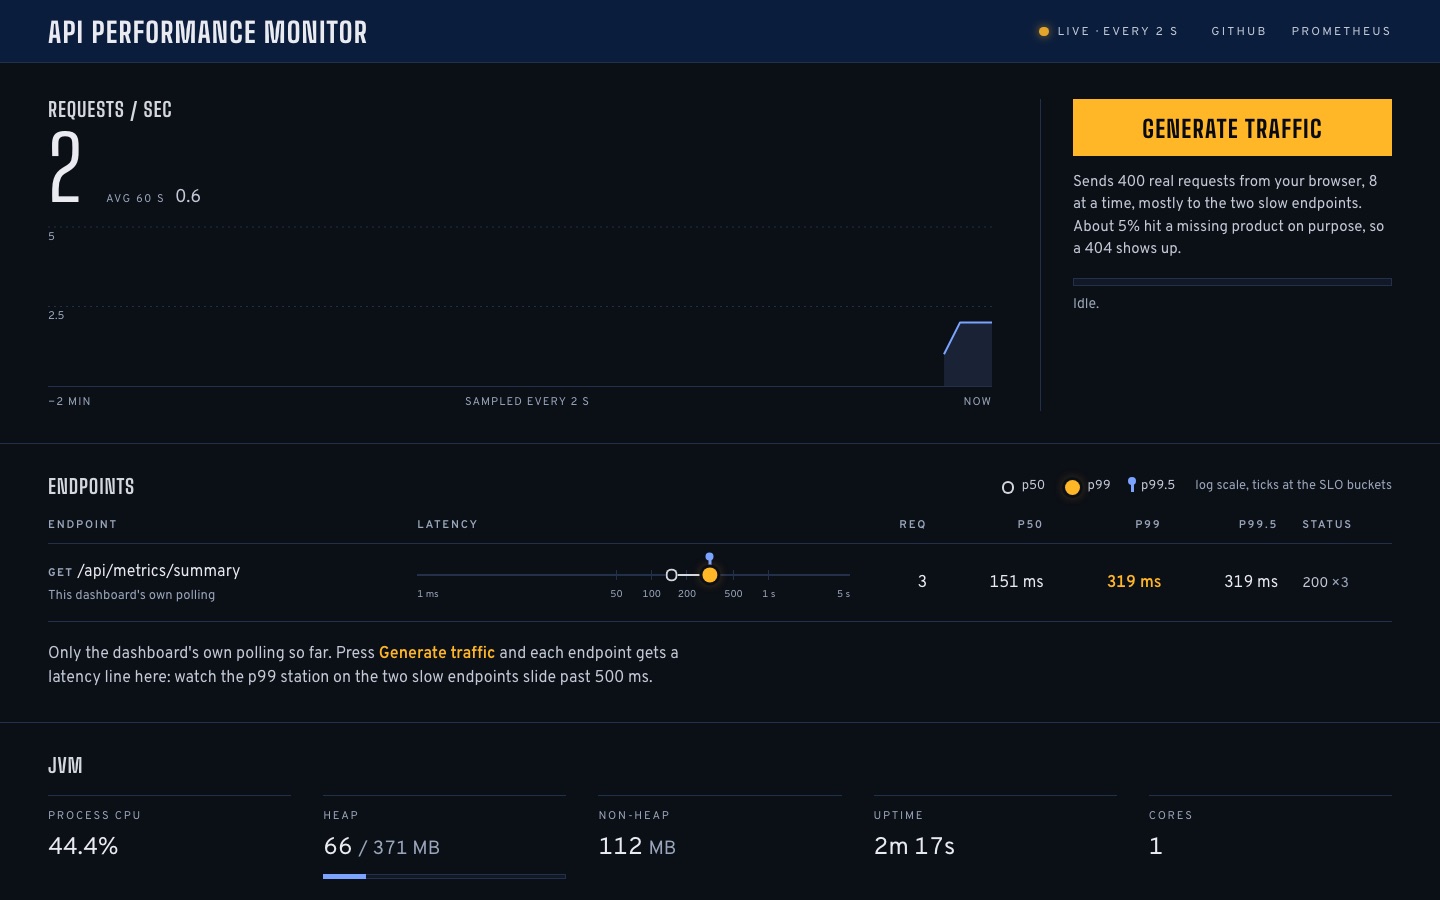 API PERFORMANCE MONITOR
LIVE · EVERY 2 S
GITHUB
PROMETHEUS
REQUESTS / SEC
2
AVG 60 S 0.6
5
2.5
−2 MIN
SAMPLED EVERY 2 S
NOW
GENERATE TRAFFIC
Sends 400 real requests from your browser, 8
at a time, mostly to the two slow endpoints.
About 5% hit a missing product on purpose, so
a 404 shows up.
Idle.
ENDPOINTS
p50
p99
p99.5
log scale, ticks at the SLO buckets
ENDPOINT LATENCY REQ P50 P99 P99.5 STATUS
GET /api/metrics/summary
This dashboard's own polling
1 ms 50 100 200 500 1 s 5 s
3 151 ms 319 ms 319 ms 200 ×3
Only the dashboard's own polling so far. Press Generate traffic and each endpoint gets a
latency line here: watch the p99 station on the two slow endpoints slide past 500 ms.
JVM
PROCESS CPU
44.4%
HEAP
66 / 371 MB
NON-HEAP
112 MB
UPTIME
2m 17s
CORES
1